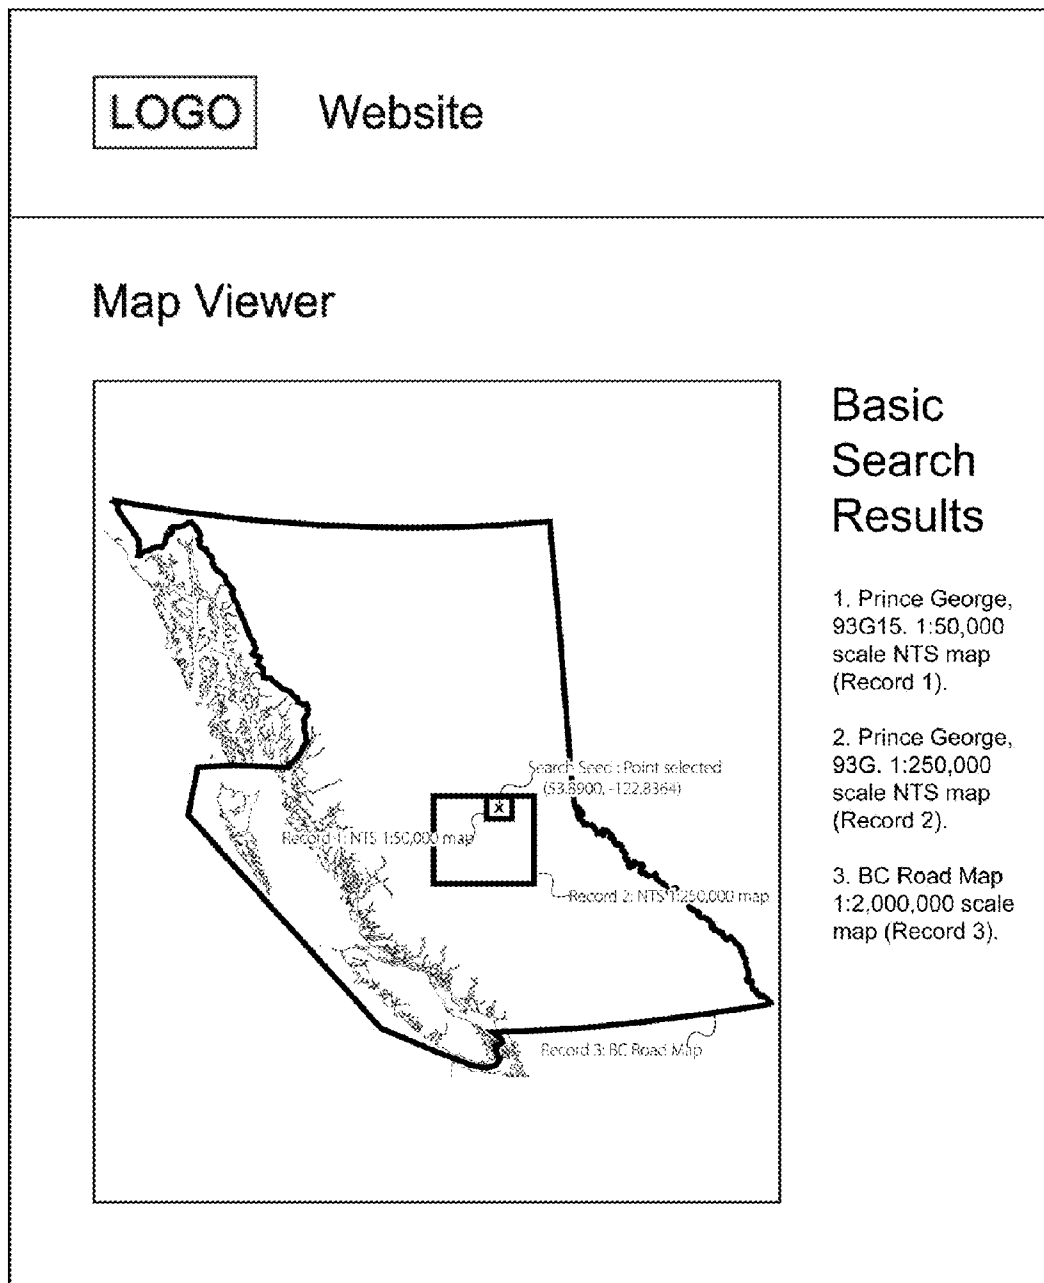 LOGO
Website
Map Viewer
Search Seed : Point selected
(53.8900, -122.8364)
Record 1: NTS 1:50,000 map
Record 2: NTS 1:250,000 map
Record 3: BC Road Map
Basic
Search
Results
1. Prince George,
93G15. 1:50,000
scale NTS map
(Record 1).
2. Prince George,
93G. 1:250,000
scale NTS map
(Record 2).
3. BC Road Map
1:2,000,000 scale
map (Record 3).